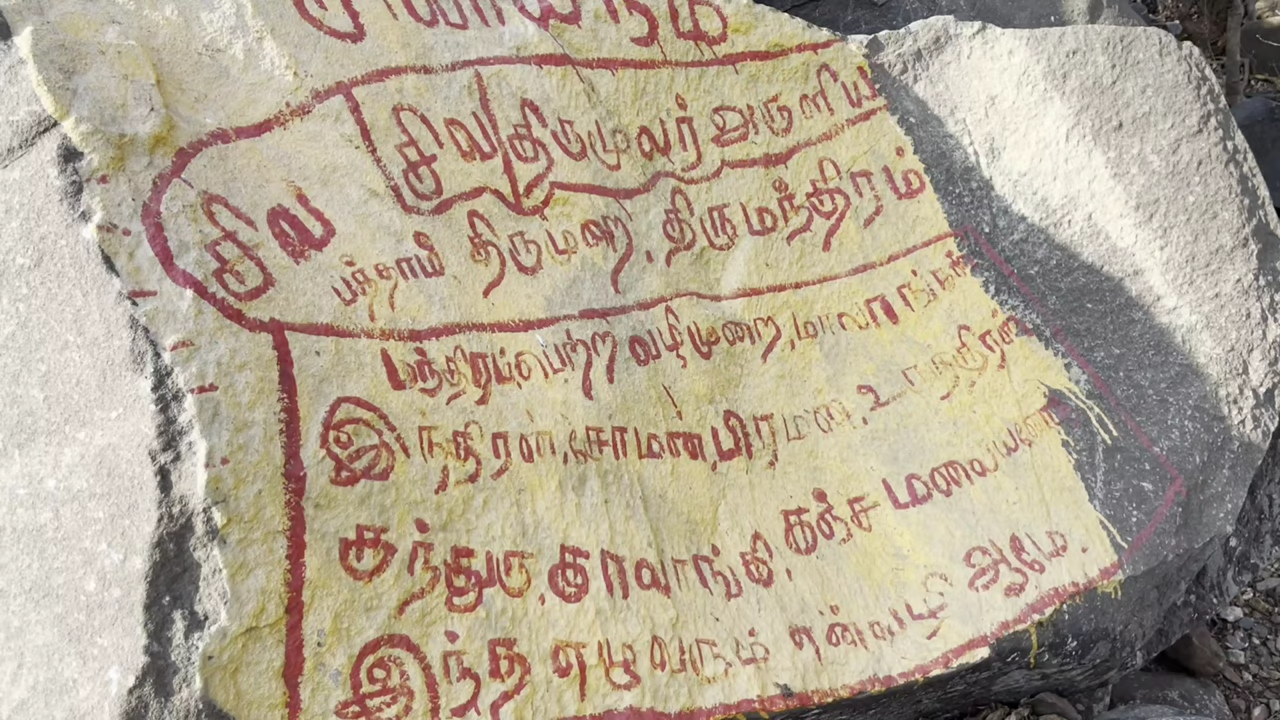 சிவ திருமூலர் அருளிய
சிவ
பத்தாம் திருமுறை, திருமந்திரம்
மந்திரம் பெற்ற வழிமுறை, மாலாங்கன்
இந்திரன், சோமன், பிரமன், உருத்திரன்
கந்துரு, காலாங்கி, கஞ்ச மலையனோ
இந்த எழுவரும் என்வழி ஆமே.